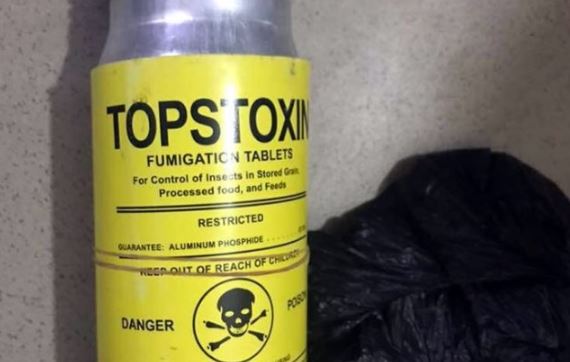 TOPSTOXIN
FUMIGATION TABLETS
For Control of Insects in Stored Grain,
Processed food, and Feeds
RESTRICTED
GUARANTEE: ALUMINUM PHOSPHIDE
KEEP OUT OF REACH OF
DANGER